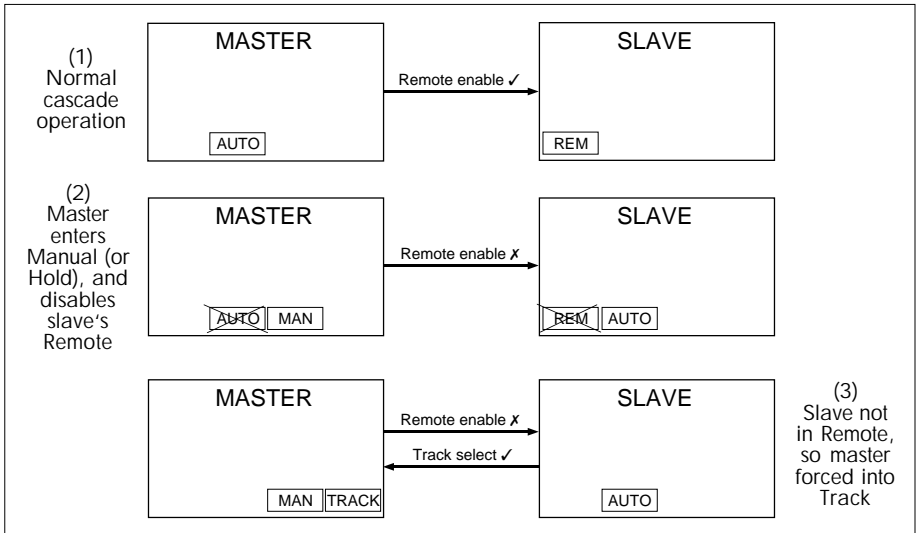 (1)
Normal
cascade
operation
MASTER
AUTO
Remote enable ✓
SLAVE
REM
(2)
Master
enters
Manual (or
Hold), and
disables
slave's
Remote
MASTER
AUTO MAN
Remote enable ✗
SLAVE
REM AUTO
MASTER
MAN TRACK
Remote enable ✗
Track select ✓
SLAVE
AUTO
(3)
Slave not
in Remote,
so master
forced into
Track